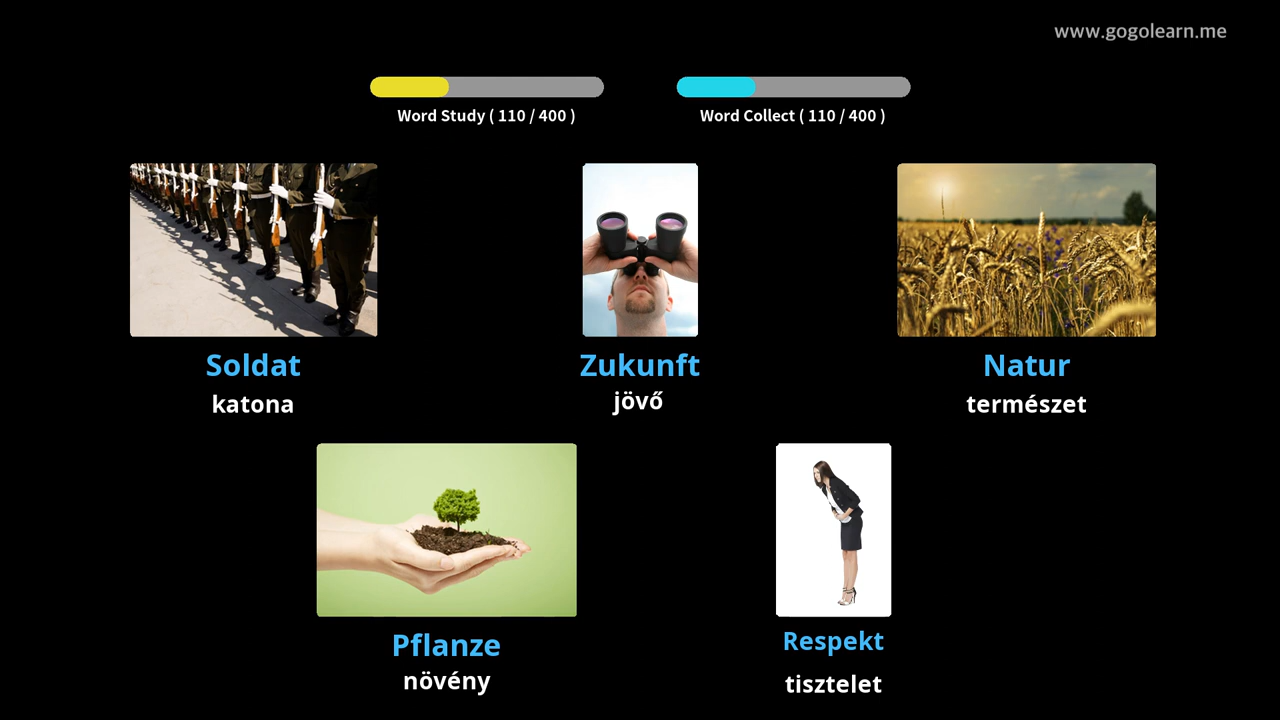 www.gogolearn.me
Word Study ( 110 / 400 )
Word Collect ( 110 / 400 )
Soldat
katona
Zukunft
jövő
Natur
természet
Pflanze
növény
Respekt
tisztelet